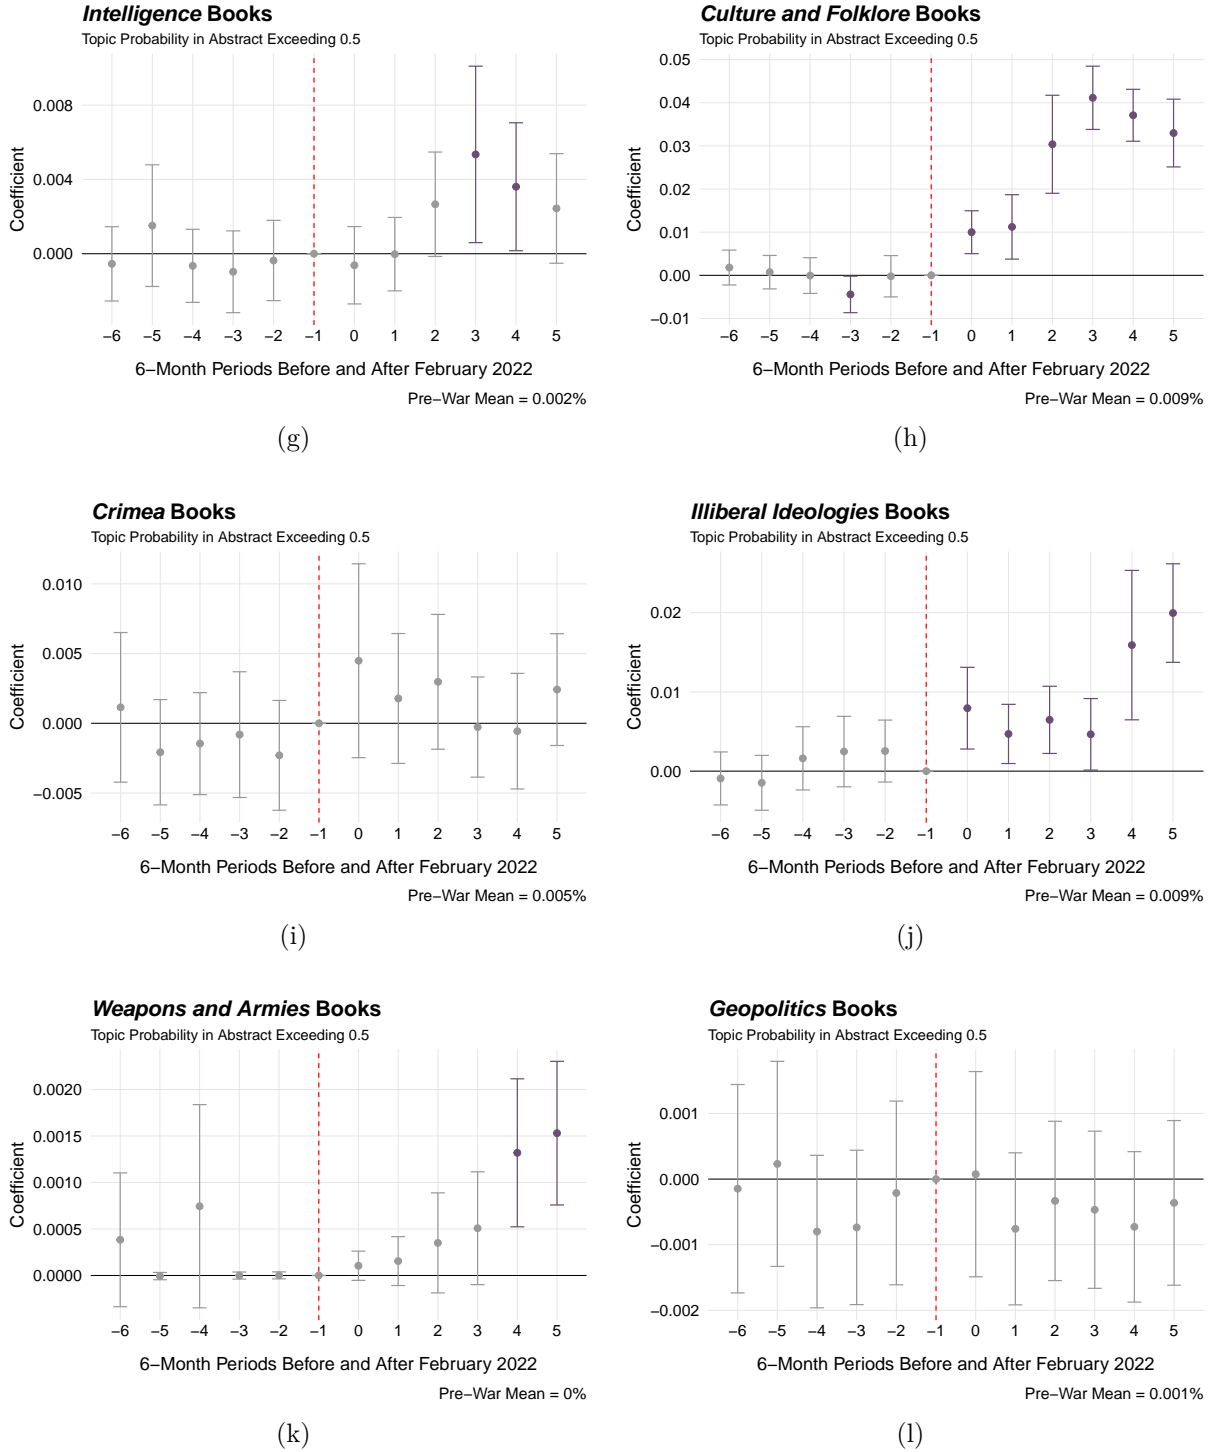 Intelligence Books
Topic Probability in Abstract Exceeding 0.5
Coefficient
0.008
0.004
0.000
−6 −5 −4 −3 −2 −1 0 1 2 3 4 5
6−Month Periods Before and After February 2022
Pre−War Mean = 0.002%
(g)
Culture and Folklore Books
Topic Probability in Abstract Exceeding 0.5
Coefficient
0.05
0.04
0.03
0.02
0.01
0.00
−0.01
−6 −5 −4 −3 −2 −1 0 1 2 3 4 5
6−Month Periods Before and After February 2022
Pre−War Mean = 0.009%
(h)
Crimea Books
Topic Probability in Abstract Exceeding 0.5
Coefficient
0.010
0.005
0.000
−0.005
−6 −5 −4 −3 −2 −1 0 1 2 3 4 5
6−Month Periods Before and After February 2022
Pre−War Mean = 0.005%
(i)
Illiberal Ideologies Books
Topic Probability in Abstract Exceeding 0.5
Coefficient
0.02
0.01
0.00
−6 −5 −4 −3 −2 −1 0 1 2 3 4 5
6−Month Periods Before and After February 2022
Pre−War Mean = 0.009%
(j)
Weapons and Armies Books
Topic Probability in Abstract Exceeding 0.5
Coefficient
0.0020
0.0015
0.0010
0.0005
0.0000
−6 −5 −4 −3 −2 −1 0 1 2 3 4 5
6−Month Periods Before and After February 2022
Pre−War Mean = 0%
(k)
Geopolitics Books
Topic Probability in Abstract Exceeding 0.5
Coefficient
0.001
0.000
−0.001
−0.002
−6 −5 −4 −3 −2 −1 0 1 2 3 4 5
6−Month Periods Before and After February 2022
Pre−War Mean = 0.001%
(l)